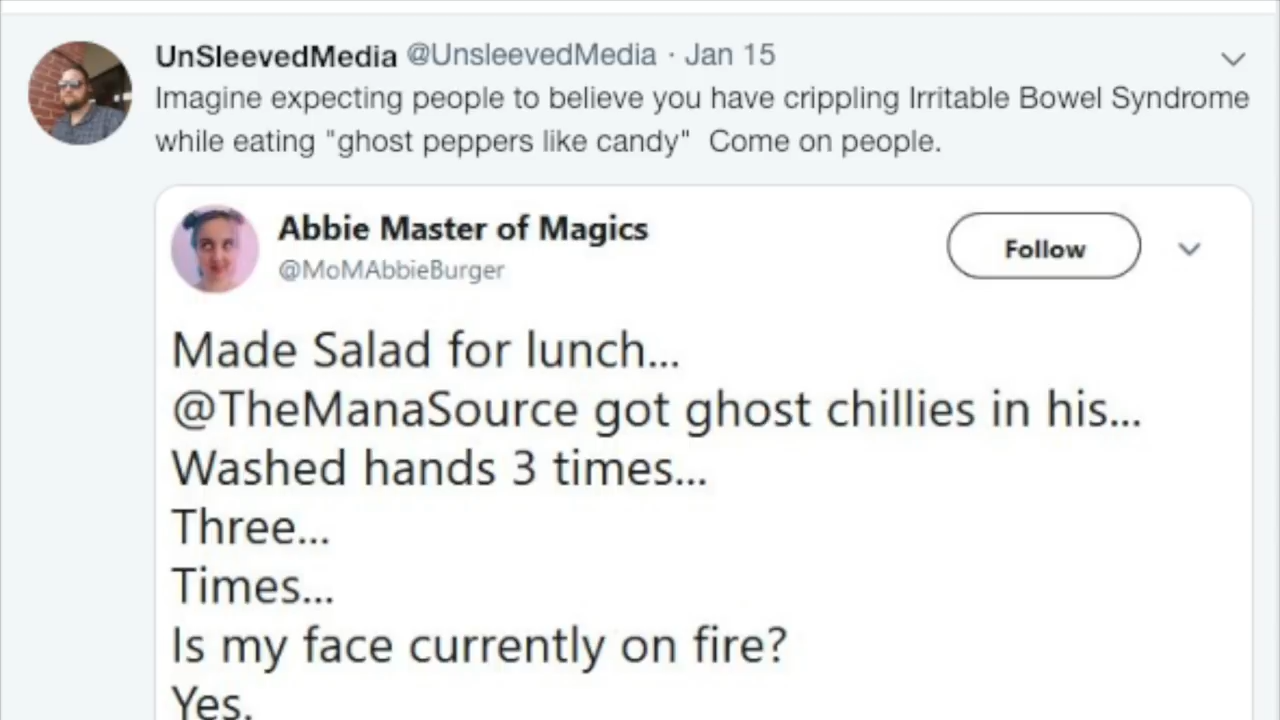 UnSleevedMedia @UnsleevedMedia · Jan 15
Imagine expecting people to believe you have crippling Irritable Bowel Syndrome
while eating "ghost peppers like candy"  Come on people.
Abbie Master of Magics
@MoMAbbieBurger
Follow
Made Salad for lunch...
@TheManaSource got ghost chillies in his...
Washed hands 3 times...
Three...
Times...
Is my face currently on fire?
Yes.